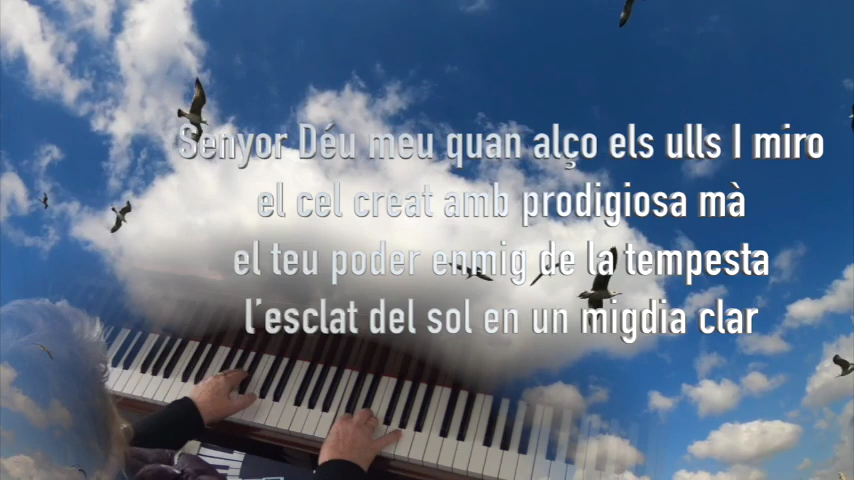 Senyor Déu meu quan alço els ulls I miro
el cel creat amb prodigiosa mà
el teu poder enmig de la tempesta
l’esclat del sol en un migdia clar